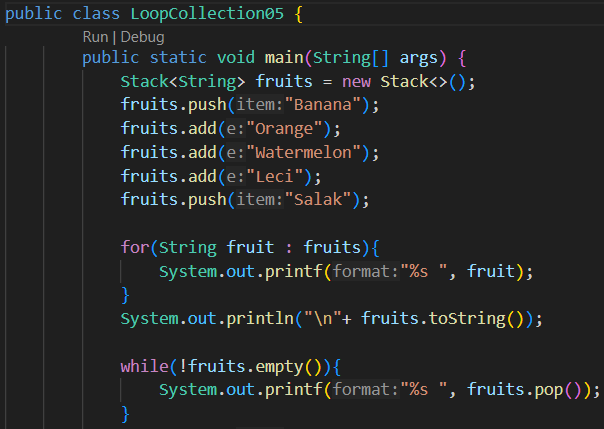 public class LoopCollection05 {
Run | Debug
public static void main(String[] args) {
Stack<String> fruits = new Stack<>();
fruits.push(item:"Banana");
fruits.add(e:"Orange");
fruits.add(e:"Watermelon");
fruits.add(e:"Leci");
fruits.push(item:"Salak");
for(String fruit : fruits){
System.out.printf(format:"%s ", fruit);
}
System.out.println("\n"+ fruits.toString());
while(!fruits.empty()){
System.out.printf(format:"%s ", fruits.pop());
}